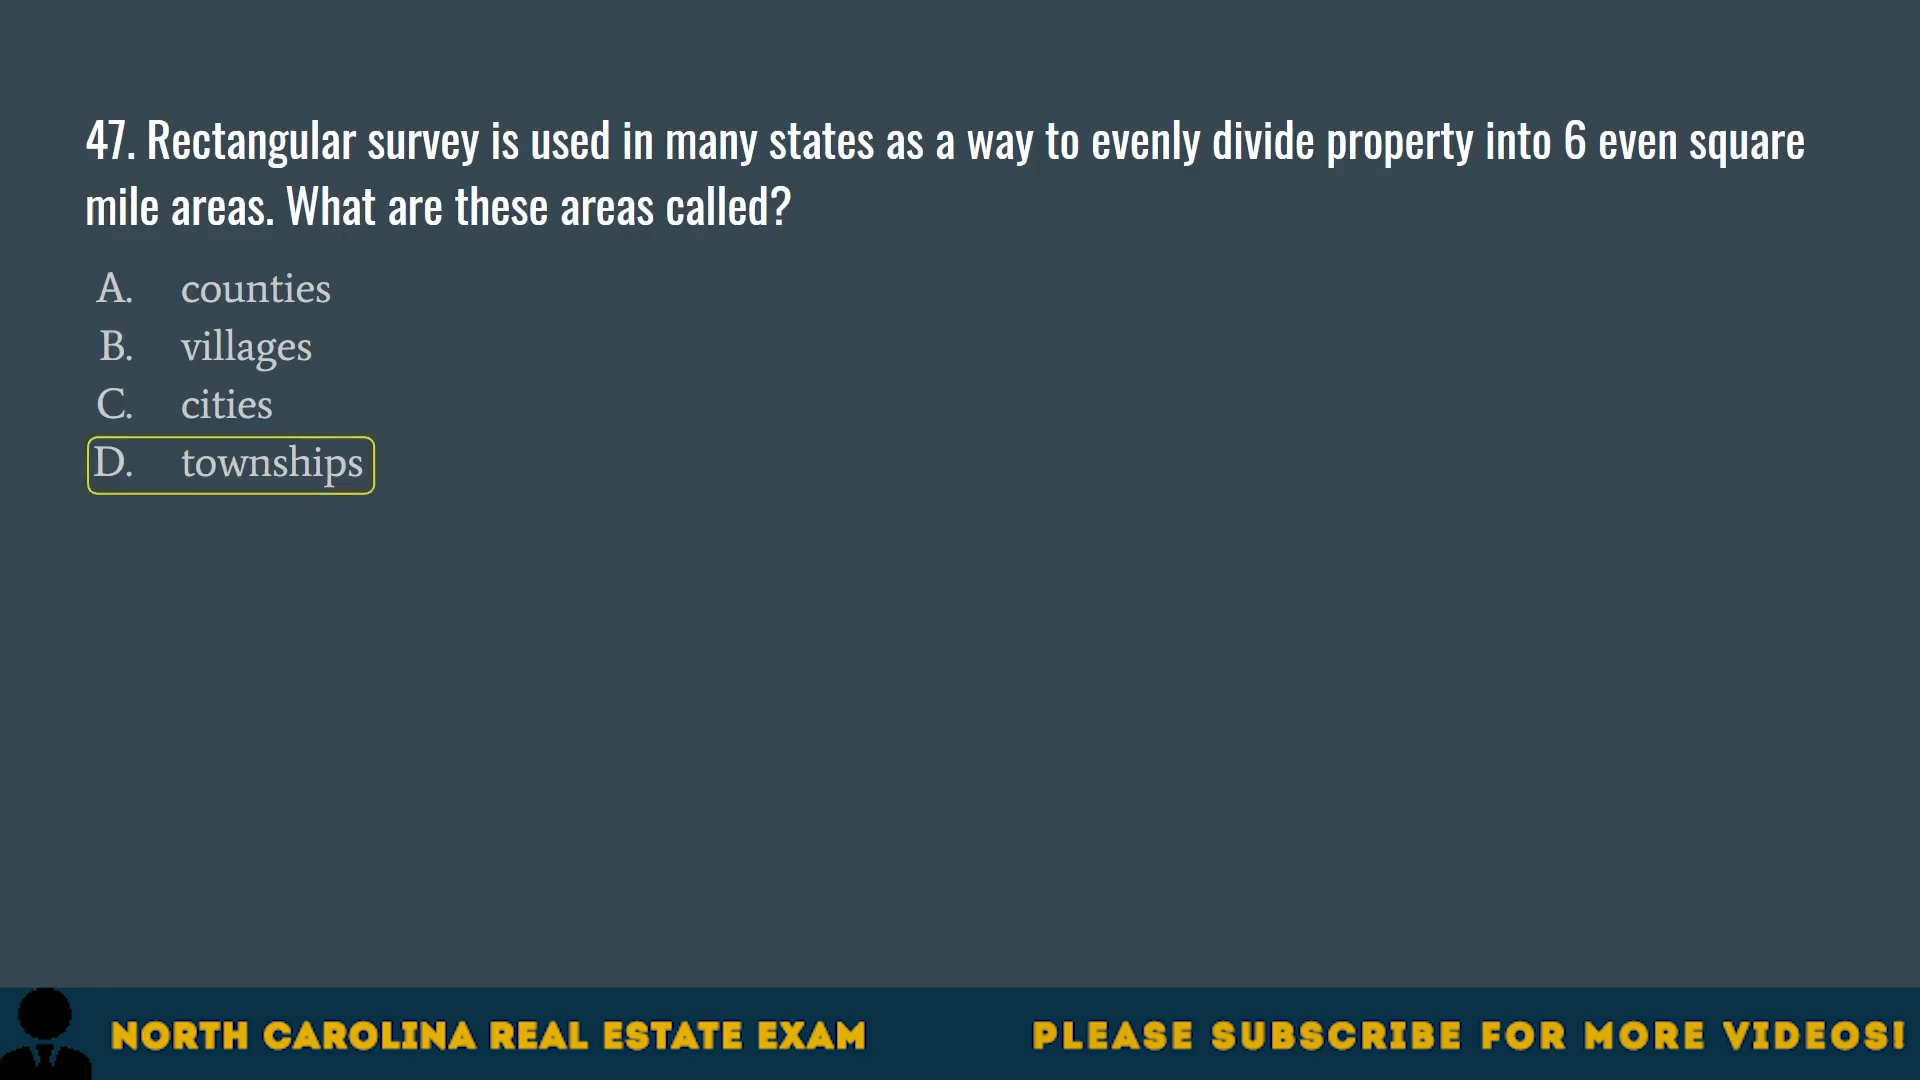 47. Rectangular survey is used in many states as a way to evenly divide property into 6 even square
mile areas. What are these areas called?
A. counties
B. villages
C. cities
D. townships
NORTH CAROLINA REAL ESTATE EXAM
PLEASE SUBSCRIBE FOR MORE VIDEOS!